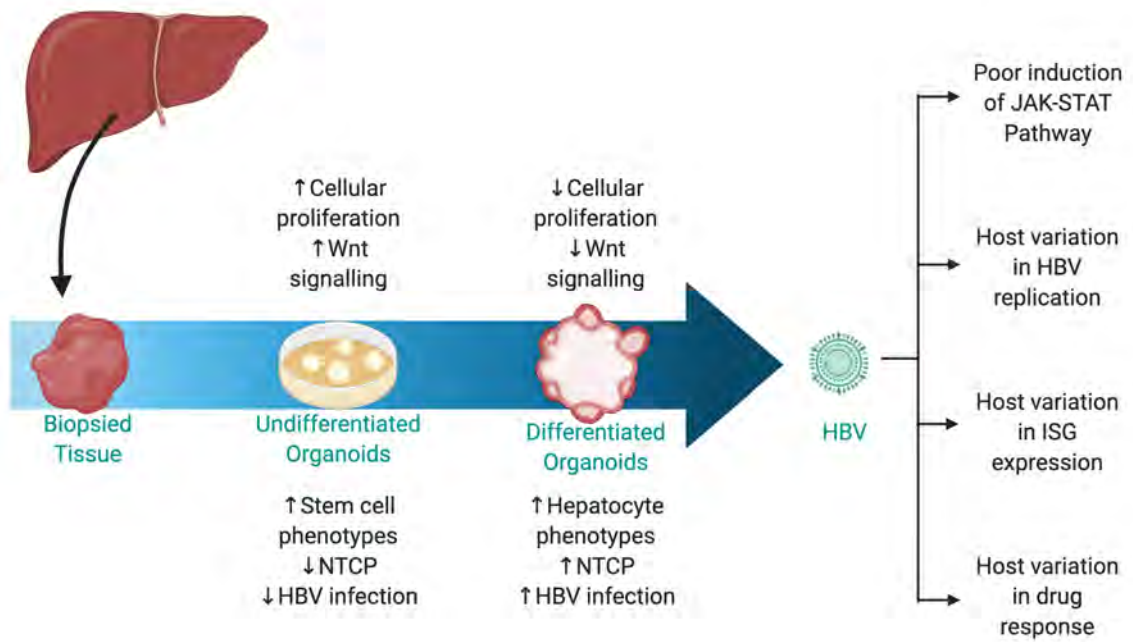 ↑Cellular
proliferation
↑Wnt
signalling
↓Cellular
proliferation
↓Wnt
signalling
Biopsied
Tissue
Undifferentiated
Organoids
Differentiated
Organoids
↑Stem cell
phenotypes
↓NTCP
↓HBV infection
↑Hepatocyte
phenotypes
↑NTCP
↑HBV infection
HBV
Poor induction
of JAK-STAT
Pathway
Host variation
in HBV
replication
Host variation
in ISG
expression
Host variation
in drug
response